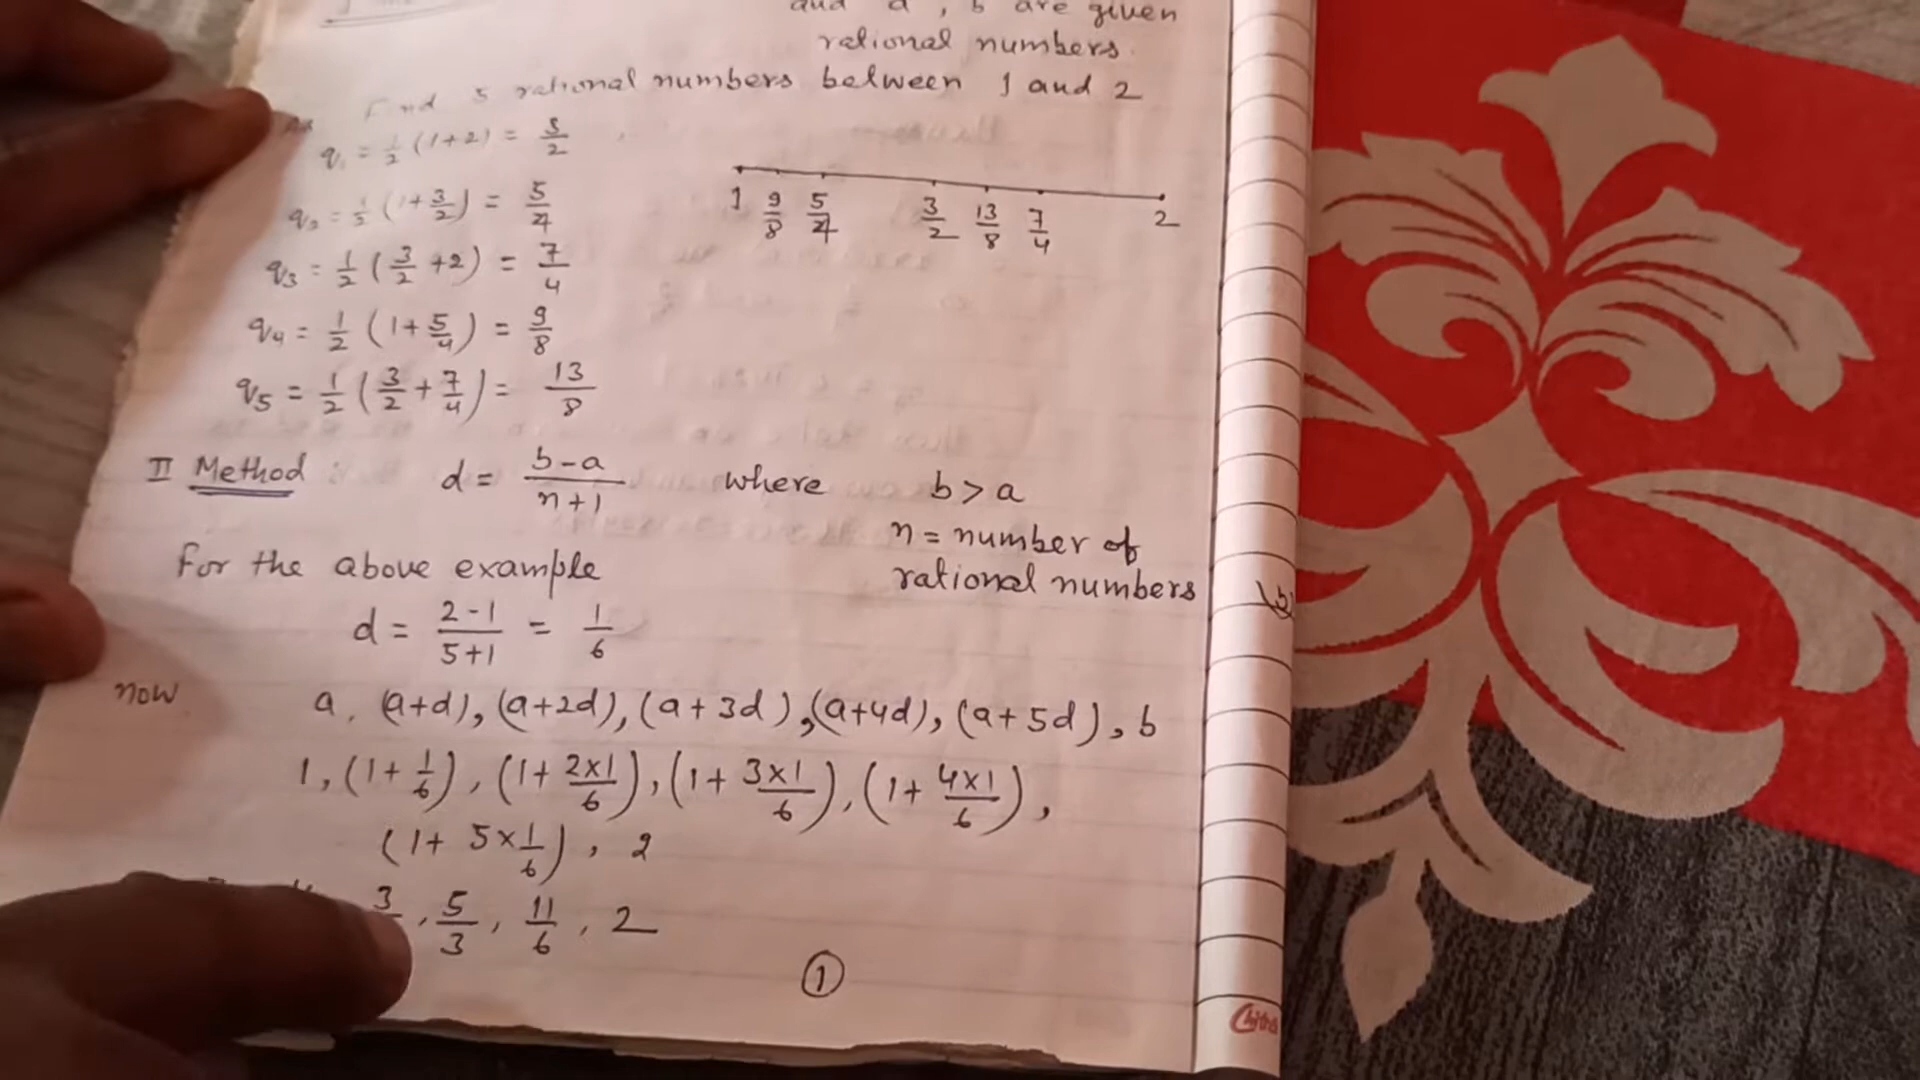 and a, b are given
rational numbers.
Find 5 rational numbers between 1 and 2
q1 = 1/2 (1+2) = 3/2
q2 = 1/2 (1+3/2) = 5/4
q3 = 1/2 (3/2 +2) = 7/4
q4 = 1/2 (1+5/4) = 9/8
q5 = 1/2 (3/2 + 7/4) = 13/8
1 9/8 5/4 3/2 13/8 7/4 2
II Method : d = b-a/n+1 where b > a
n = number of
rational numbers
For the above example
d = 2-1/5+1 = 1/6
now a, (a+d), (a+2d), (a+3d), (a+4d), (a+5d), b
1, (1+1/6), (1+2×1/6), (1+3×1/6), (1+4×1/6),
(1+5×1/6), 2
5/3, 11/6, 2
1